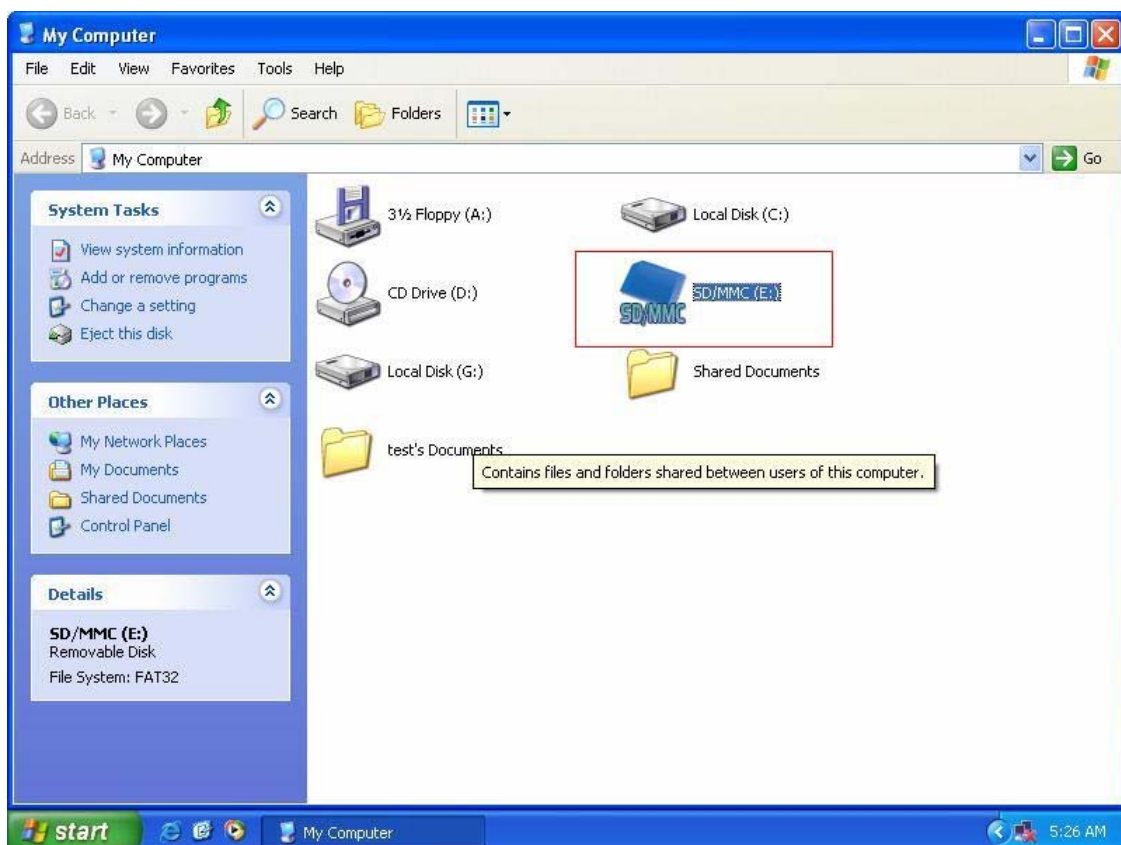 My Computer
File Edit View Favorites Tools Help
Back Search Folders
Address My Computer Go
System Tasks
View system information
Add or remove programs
Change a setting
Eject this disk
Other Places
My Network Places
My Documents
Shared Documents
Control Panel
Details
SD/MMC (E:)
Removable Disk
File System: FAT32
3½ Floppy (A:)
Local Disk (C:)
CD Drive (D:)
SD/MMC
SD/MMC (E:)
Local Disk (G:)
Shared Documents
test's Documents
Contains files and folders shared between users of this computer.
start My Computer 5:26 AM